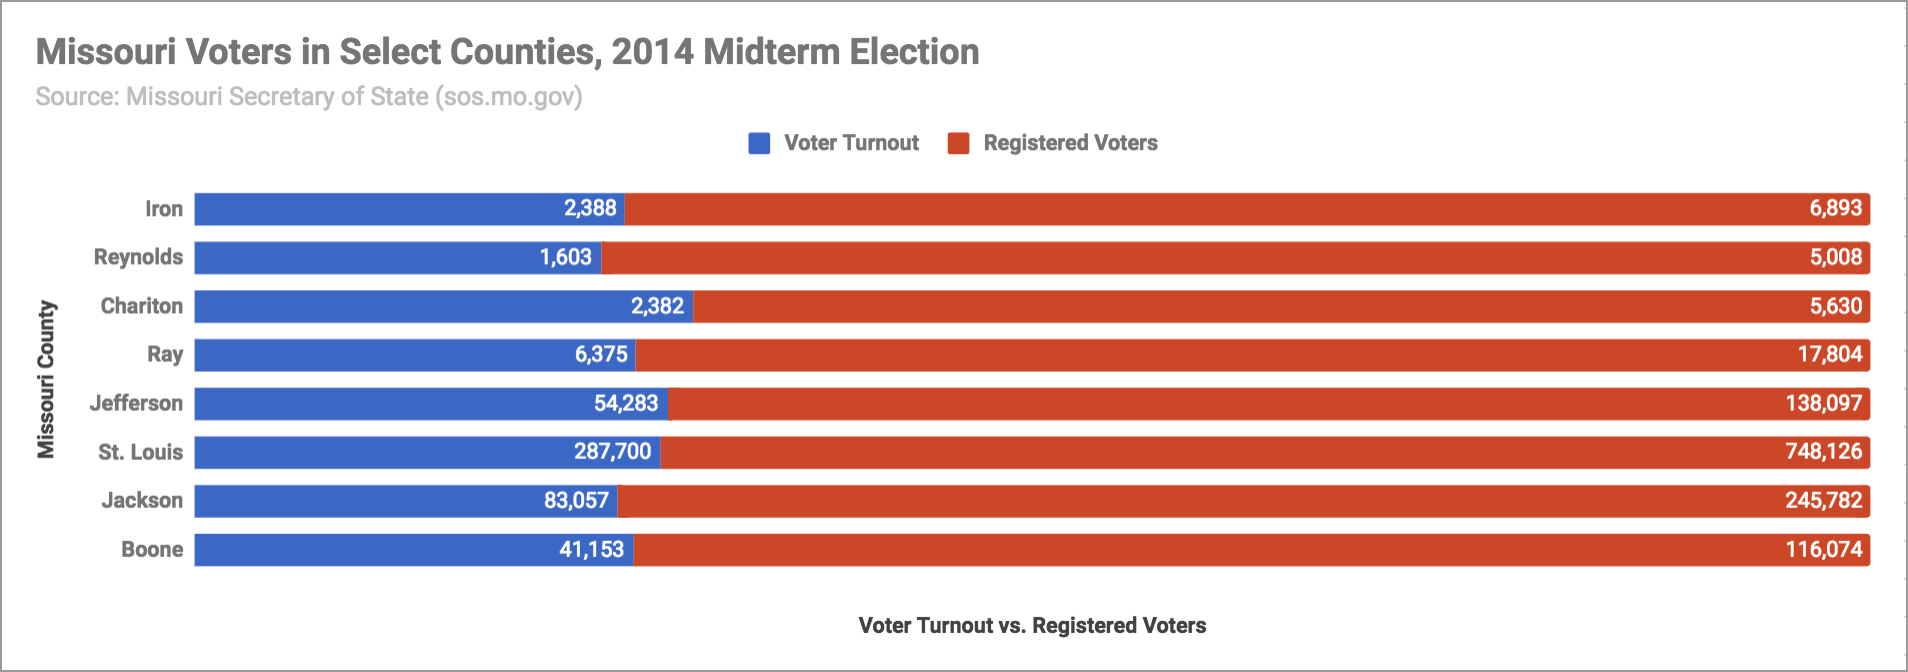 Missouri Voters in Select Counties, 2014 Midterm Election
Source: Missouri Secretary of State (sos.mo.gov)
Voter Turnout Registered Voters
Missouri County
Iron 2,388 6,893
Reynolds 1,603 5,008
Chariton 2,382 5,630
Ray 6,375 17,804
Jefferson 54,283 138,097
St. Louis 287,700 748,126
Jackson 83,057 245,782
Boone 41,153 116,074
Voter Turnout vs. Registered Voters